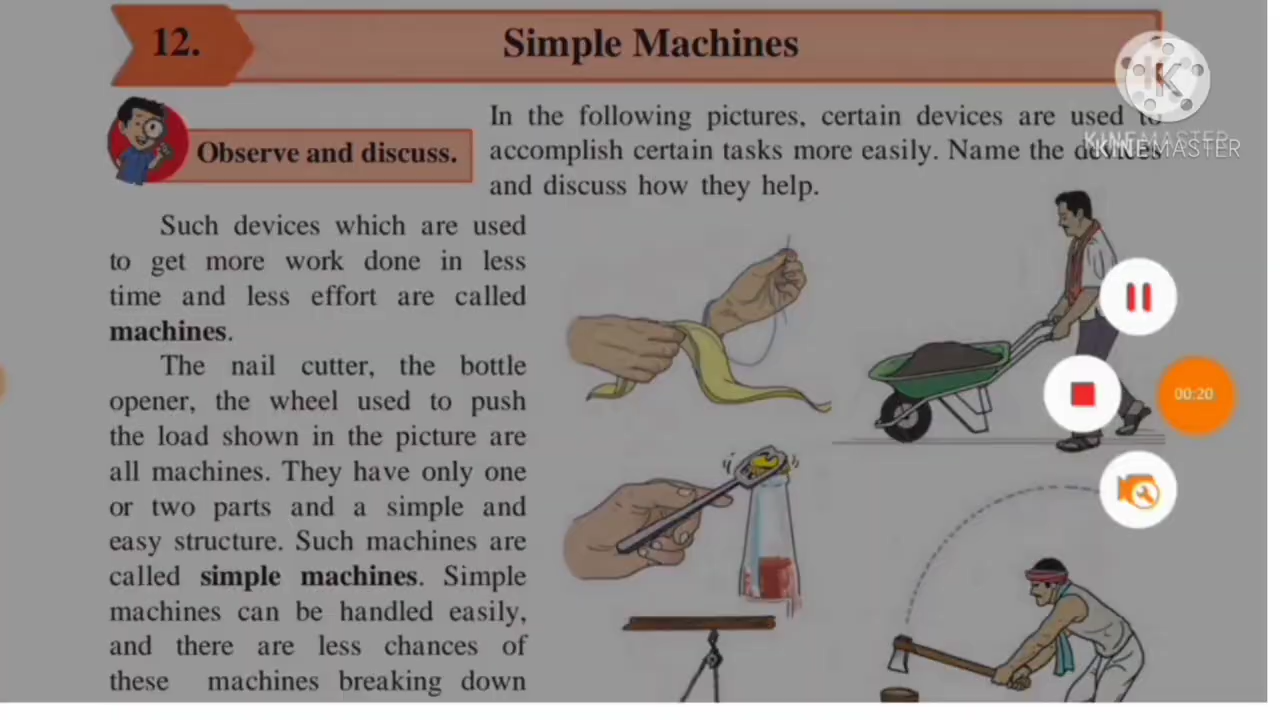 12.
Simple Machines
Observe and discuss.
In the following pictures, certain devices are used to
accomplish certain tasks more easily. Name the devices
and discuss how they help.
Such devices which are used
to get more work done in less
time and less effort are called
machines.
The nail cutter, the bottle
opener, the wheel used to push
the load shown in the picture are
all machines. They have only one
or two parts and a simple and
easy structure. Such machines are
called simple machines. Simple
machines can be handled easily,
and there are less chances of
these machines breaking down
K
KINEMASTER
KINEMASTER
00:20